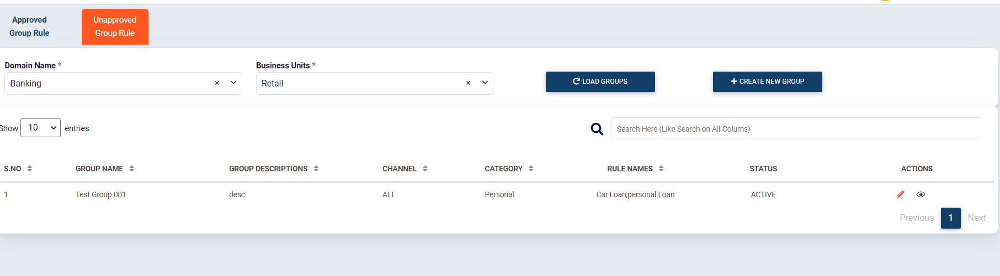 Approved
Group Rule
Unapproved
Group Rule
Domain Name *
Business Units *
Banking × 
Retail ×
LOAD GROUPS
CREATE NEW GROUP
Show 10 entries
Search Here (Like Search on All Colums)
S.NO GROUP NAME GROUP DESCRIPTIONS CHANNEL CATEGORY RULE NAMES STATUS ACTIONS
1 Test Group 001 desc ALL Personal Car Loan,personal Loan ACTIVE
Previous 1 Next